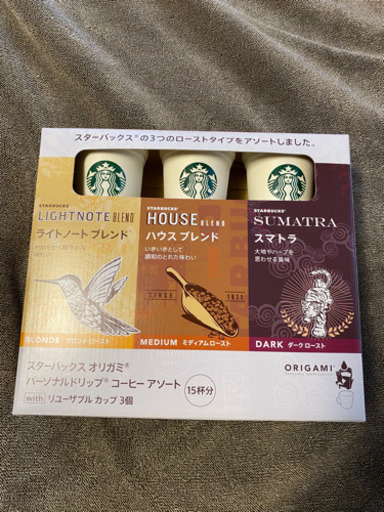 スターバックス®の3つのローストタイプをアソートしました。
STARBUCKS®
LIGHTNOTE BLEND™
ライトノート ブレンド™
BLONDE ブロンドロースト
STARBUCKS®
HOUSE BLEND
ハウス ブレンド
いきいきとして
調和のとれた味わい
SINCE 1971
MEDIUM ミディアムロースト
STARBUCKS®
SUMATRA
スマトラ
大地やハーブを
思わせる風味
DARK ダークロースト
スターバックス オリガミ®
パーソナルドリップ® コーヒー アソート
with リユーザブル カップ 3個
15杯分
ORIGAMI™